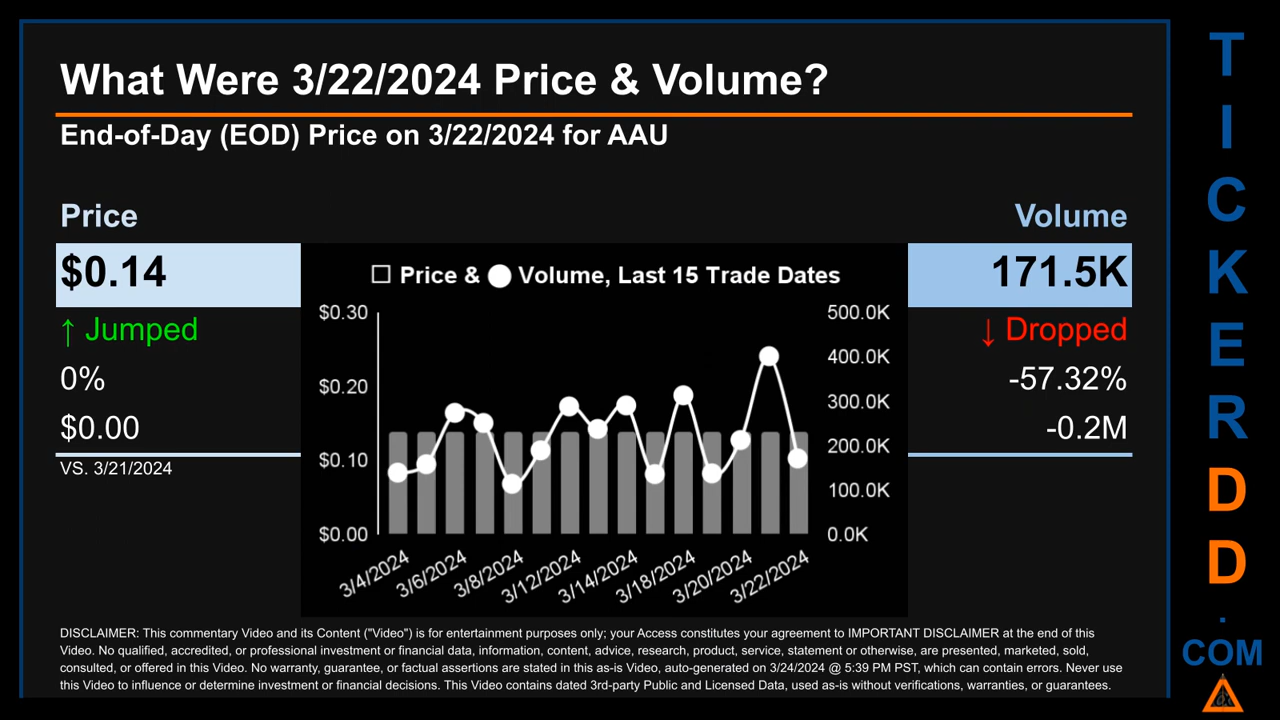 What Were 3/22/2024 Price & Volume?
End-of-Day (EOD) Price on 3/22/2024 for AAU
Price
$0.14
↑ Jumped
0%
$0.00
VS. 3/21/2024
Price & Volume, Last 15 Trade Dates
$0.30
$0.20
$0.10
$0.00
500.0K
400.0K
300.0K
200.0K
100.0K
0.0K
3/4/2024
3/6/2024
3/8/2024
3/12/2024
3/14/2024
3/18/2024
3/20/2024
3/22/2024
Volume
171.5K
↓ Dropped
-57.32%
-0.2M
DISCLAIMER: This commentary Video and its Content ("Video") is for entertainment purposes only; your Access constitutes your agreement to IMPORTANT DISCLAIMER at the end of this
Video. No qualified, accredited, or professional investment or financial data, information, content, advice, research, product, service, statement or otherwise, are presented, marketed, sold,
consulted, or offered in this Video. No warranty, guarantee, or factual assertions are stated in this as-is Video, auto-generated on 3/24/2024 @ 5:39 PM PST, which can contain errors. Never use
this Video to influence or determine investment or financial decisions. This Video contains dated 3rd-party Public and Licensed Data, used as-is without verifications, warranties, or guarantees.
T
I
C
K
E
R
D
D
.
COM